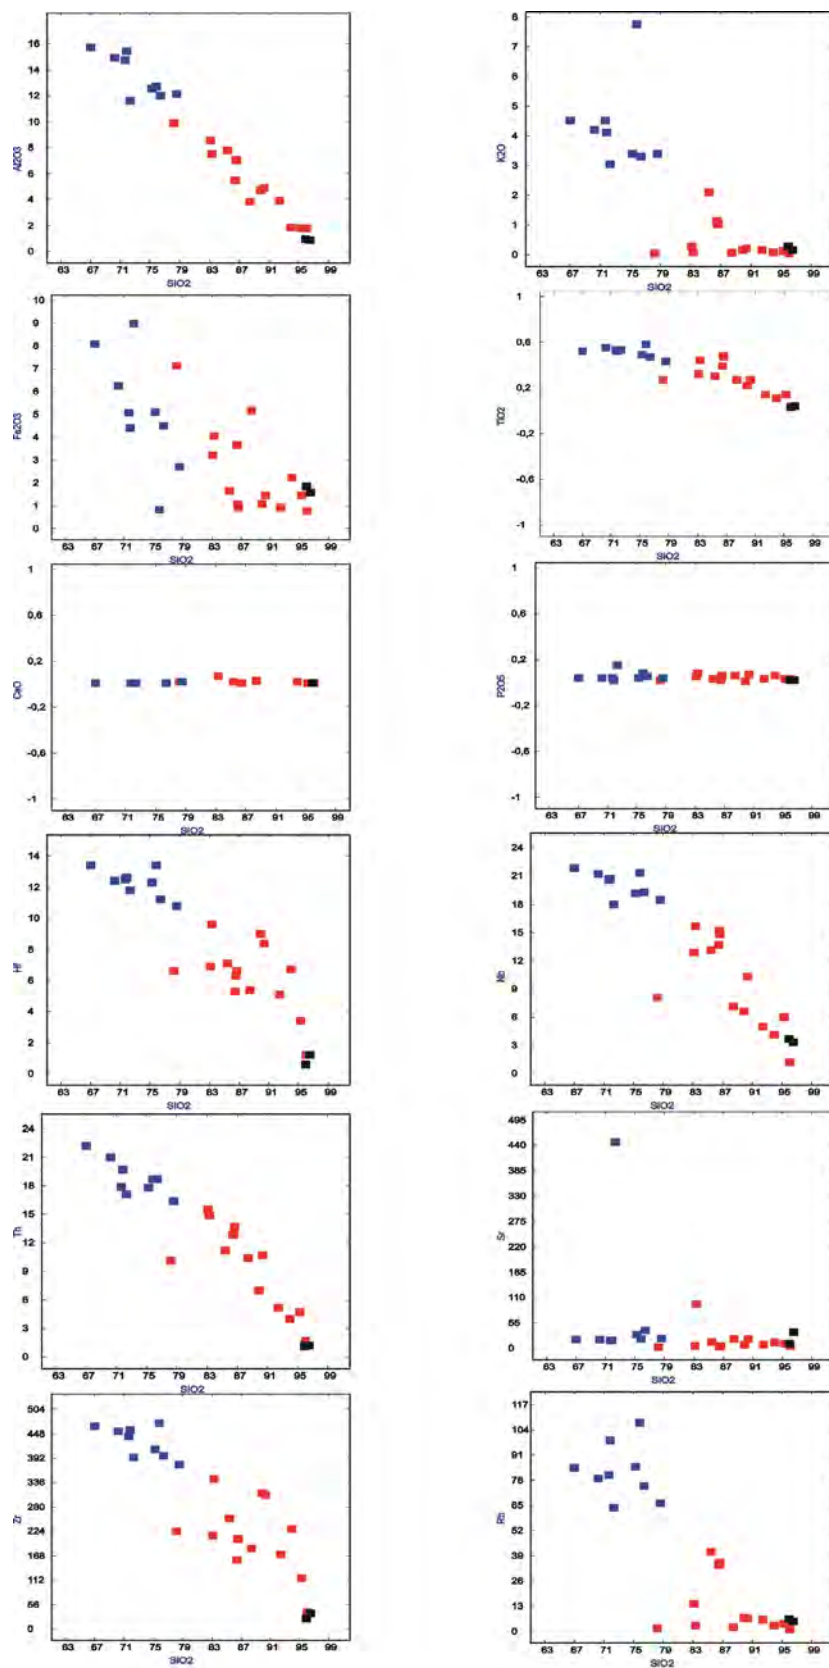 16
14
12
10
8
6
4
2
0
Al2O3
63 67 71 75 79 83 87 91 95 99
SiO2
8
7
6
5
4
3
2
1
0
K2O
63 67 71 75 79 83 87 91 95 99
SiO2
10
9
8
7
6
5
4
3
2
1
0
Fe2O3
63 67 71 75 79 83 87 91 95 99
SiO2
1
0,6
0,2
-0,2
-0,6
-1
TiO2
63 67 71 75 79 83 87 91 95 99
SiO2
1
0,6
0,2
-0,2
-0,6
-1
CaO
63 67 71 75 79 83 87 91 95 99
SiO2
1
0,6
0,2
-0,2
-0,6
-1
P2O5
63 67 71 75 79 83 87 91 95 99
SiO2
14
12
10
8
6
4
2
0
Hf
63 67 71 75 79 83 87 91 95 99
SiO2
24
21
18
15
12
9
6
3
0
Nb
63 67 71 75 79 83 87 91 95 99
SiO2
24
21
18
15
12
9
6
3
0
Th
63 67 71 75 79 83 87 91 95 99
SiO2
495
440
385
330
275
220
165
110
55
0
Sr
63 67 71 75 79 83 87 91 95 99
SiO2
504
448
392
336
280
224
168
112
56
0
Zr
63 67 71 75 79 83 87 91 95 99
SiO2
117
104
91
78
65
52
39
26
13
0
Rb
63 67 71 75 79 83 87 91 95 99
SiO2